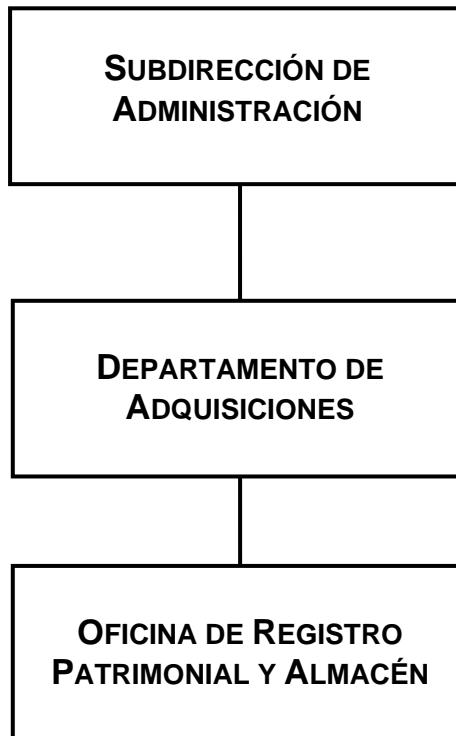 SUBDIRECCIÓN DE
ADMINISTRACIÓN
DEPARTAMENTO DE
ADQUISICIONES
OFICINA DE REGISTRO
PATRIMONIAL Y ALMACÉN